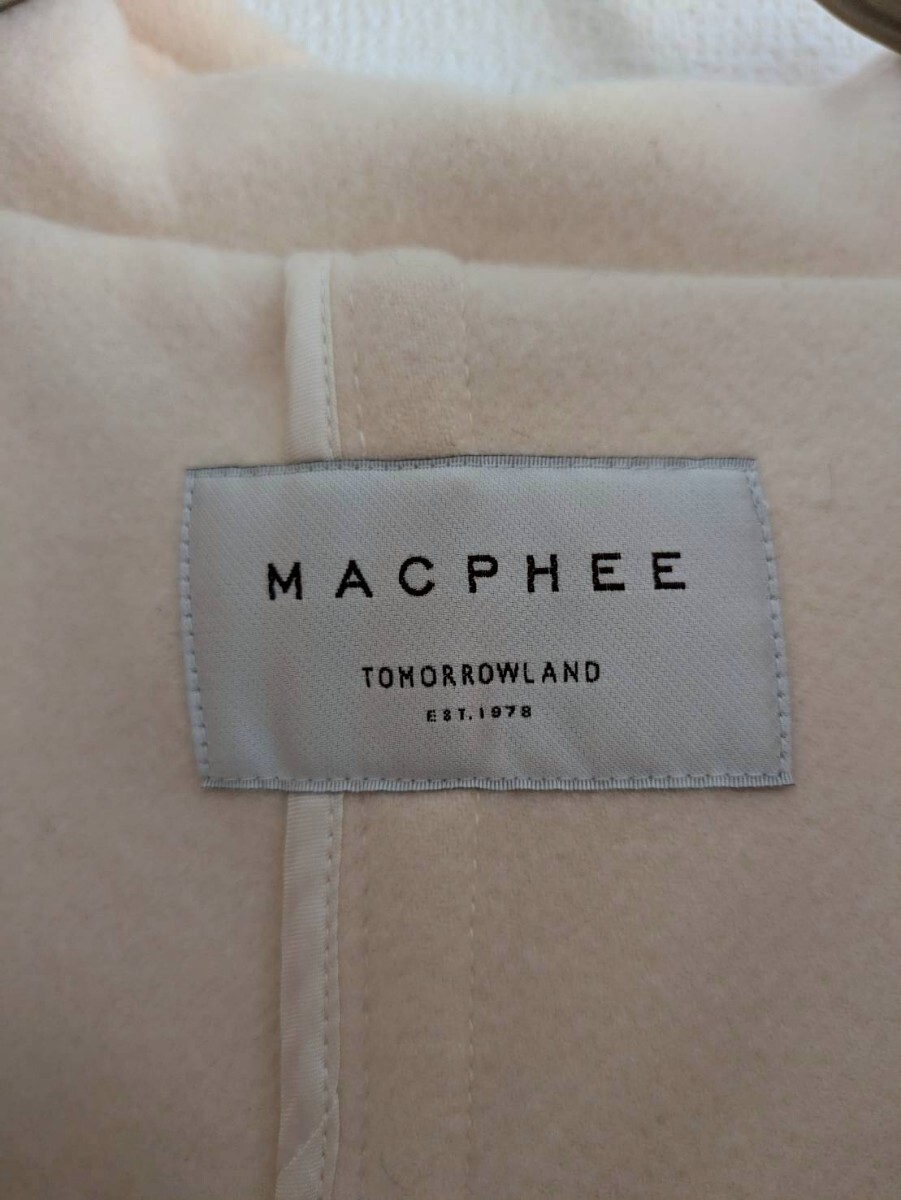 MACPHEE
TOMORROWLAND
EST.1978